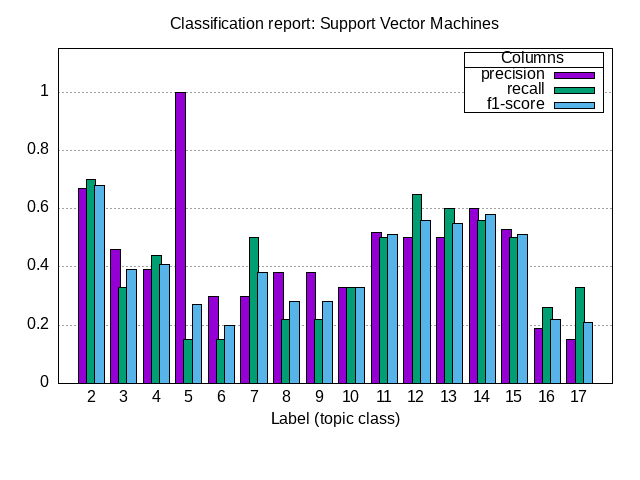 Classification report: Support Vector Machines
Columns
precision
recall
f1-score
1
0.8
0.6
0.4
0.2
0
2 3 4 5 6 7 8 9 10 11 12 13 14 15 16 17
Label (topic class)